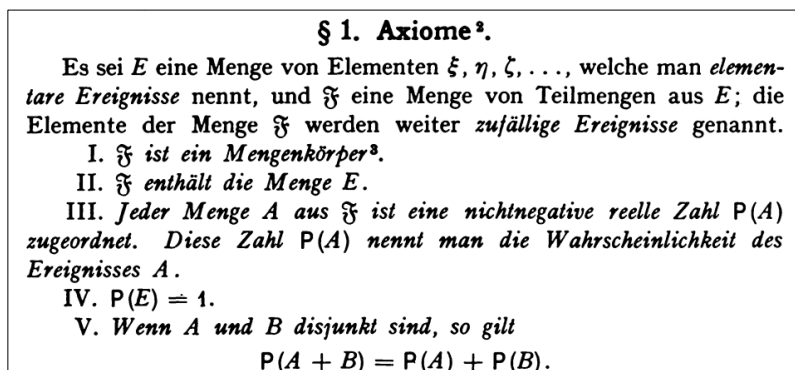 § 1. Axiome².
Es sei E eine Menge von Elementen ξ, η, ζ, ..., welche man elemen-
tare Ereignisse nennt, und 𝔉 eine Menge von Teilmengen aus E; die
Elemente der Menge 𝔉 werden weiter zufällige Ereignisse genannt.
I. 𝔉 ist ein Mengenkörper³.
II. 𝔉 enthält die Menge E.
III. Jeder Menge A aus 𝔉 ist eine nichtnegative reelle Zahl P(A)
zugeordnet. Diese Zahl P(A) nennt man die Wahrscheinlichkeit des
Ereignisses A.
IV. P(E) = 1.
V. Wenn A und B disjunkt sind, so gilt
P(A + B) = P(A) + P(B).